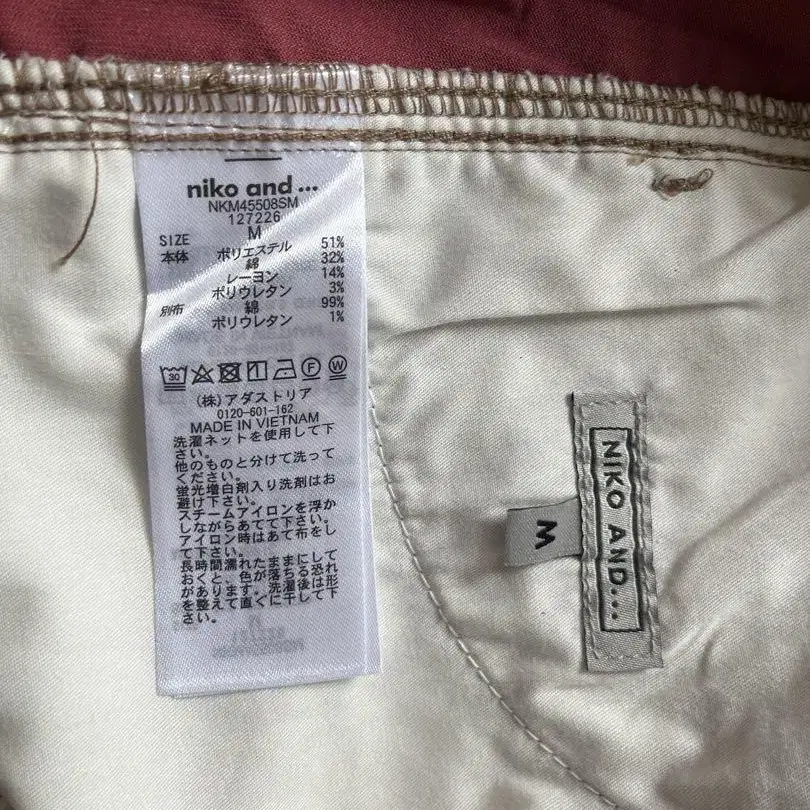 niko and ...
NKM45508SM
127226
SIZE M
本体 ポリエステル 51%
綿 32%
レーヨン 14%
ポリウレタン 3%
別布 綿 99%
ポリウレタン 1%
30 F W
(株)アダストリア
0120-601-162
MADE IN VIETNAM
洗濯ネットを使用して下
さい。
他のものと分けて洗って
ください。
蛍光増白剤入り洗剤はお
避け下さい。
スチームアイロンを浮か
しながらあてて下さい。
アイロン時はあて布をし
て下さい。
長時間濡れたままにして
おくと、色が落ちる恐れ
があります。洗濯後は形
を整えて直ぐに干して下
さい。
NIKO AND...
M